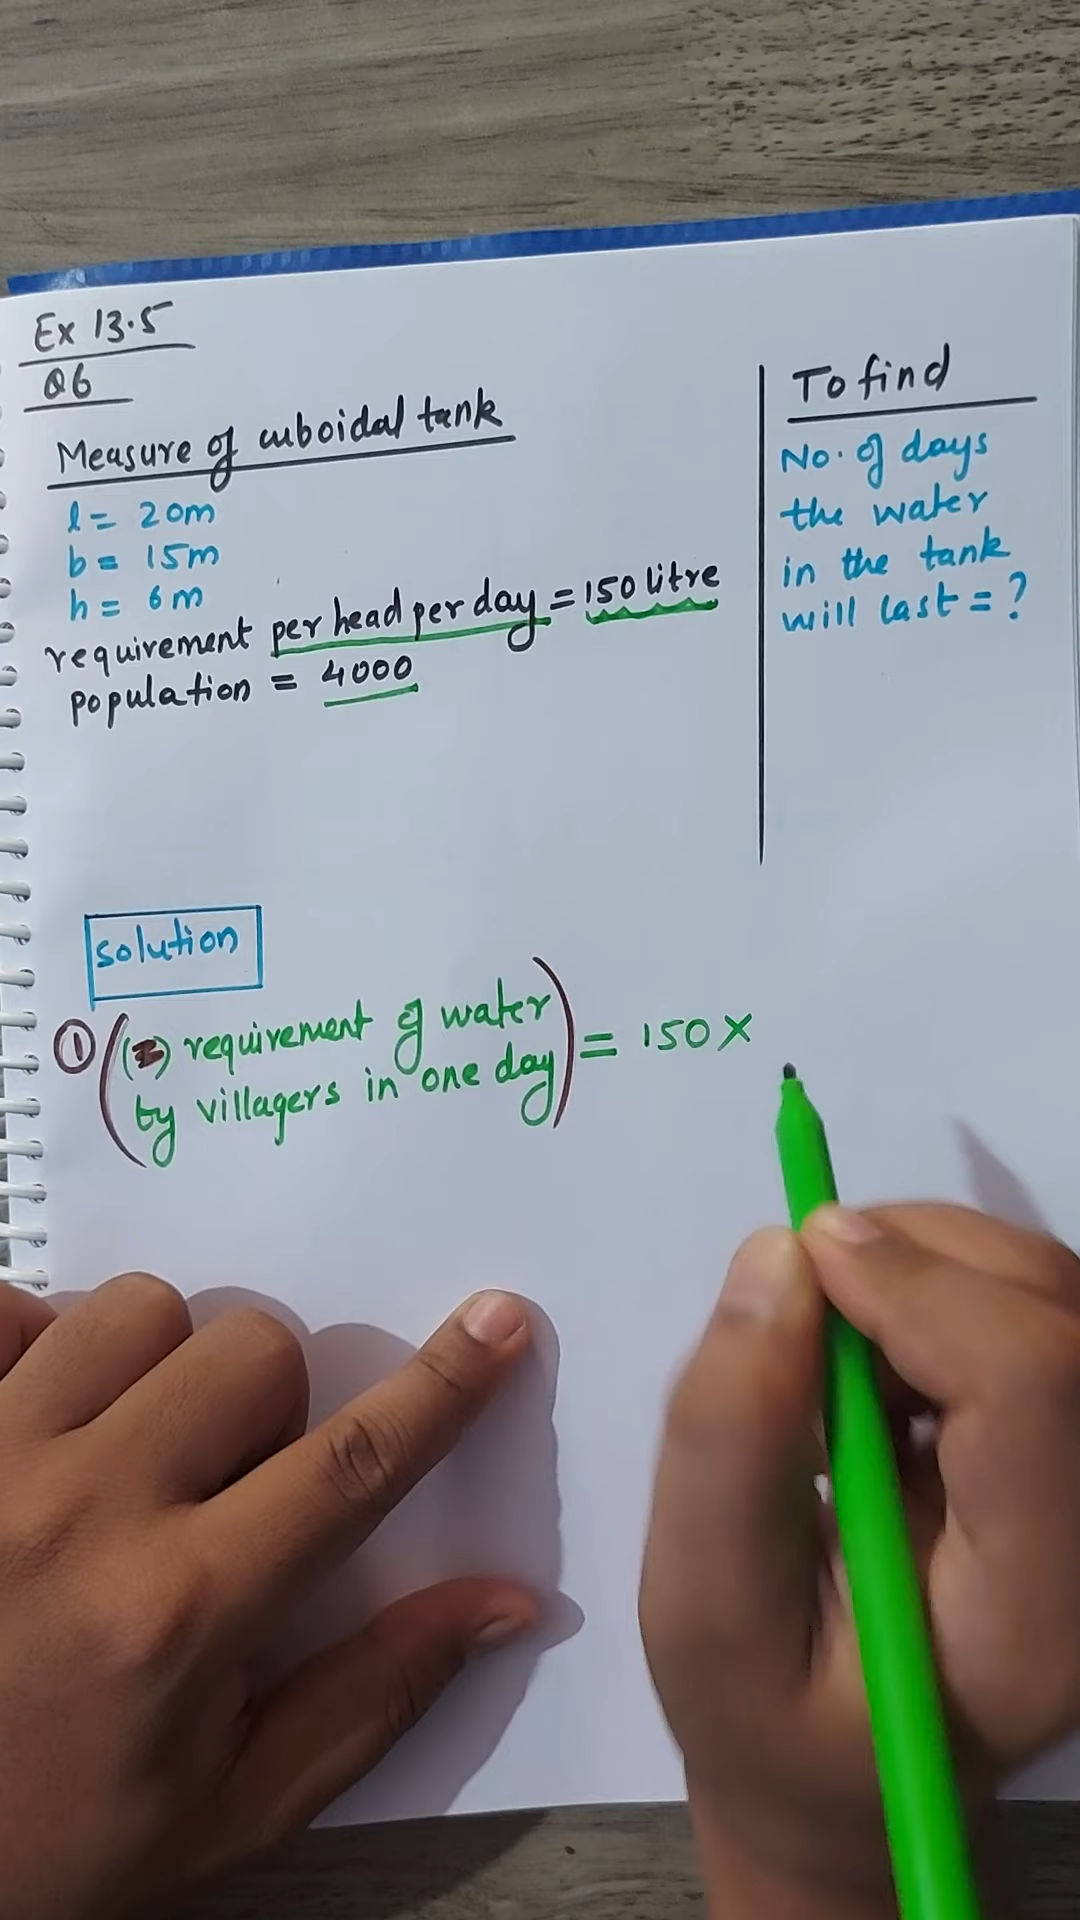 Ex 13.5
Q6
Measure of cuboidal tank
l = 20m
b = 15m
h = 6m
requirement per head per day = 150 litre
population = 4000
To find
No. of days
the water
in the tank
will last = ?
solution
① ( ) requirement of water
by villagers in one day = 150 ×